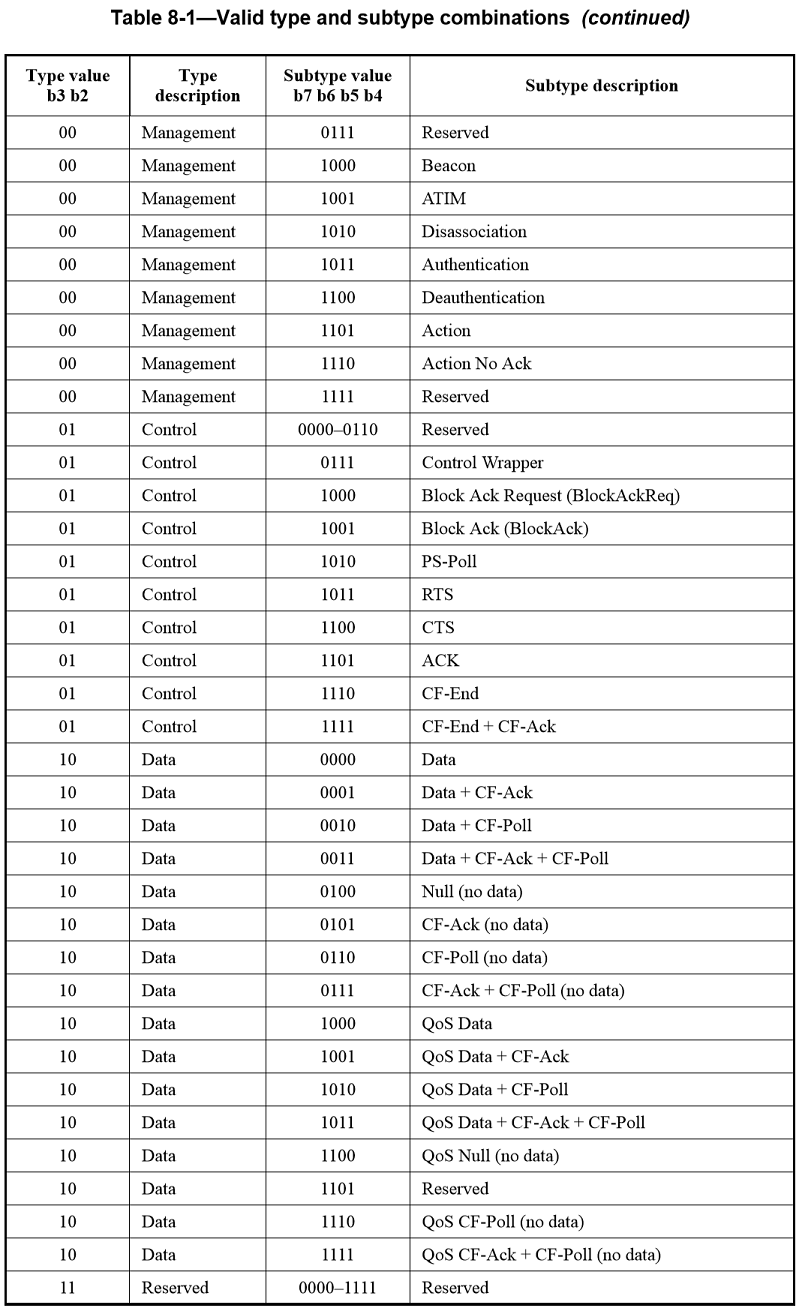 Table 8-1—Valid type and subtype combinations (continued)
Type value b3 b2 Type description Subtype value b7 b6 b5 b4 Subtype description
00 Management 0111 Reserved
00 Management 1000 Beacon
00 Management 1001 ATIM
00 Management 1010 Disassociation
00 Management 1011 Authentication
00 Management 1100 Deauthentication
00 Management 1101 Action
00 Management 1110 Action No Ack
00 Management 1111 Reserved
01 Control 0000–0110 Reserved
01 Control 0111 Control Wrapper
01 Control 1000 Block Ack Request (BlockAckReq)
01 Control 1001 Block Ack (BlockAck)
01 Control 1010 PS-Poll
01 Control 1011 RTS
01 Control 1100 CTS
01 Control 1101 ACK
01 Control 1110 CF-End
01 Control 1111 CF-End + CF-Ack
10 Data 0000 Data
10 Data 0001 Data + CF-Ack
10 Data 0010 Data + CF-Poll
10 Data 0011 Data + CF-Ack + CF-Poll
10 Data 0100 Null (no data)
10 Data 0101 CF-Ack (no data)
10 Data 0110 CF-Poll (no data)
10 Data 0111 CF-Ack + CF-Poll (no data)
10 Data 1000 QoS Data
10 Data 1001 QoS Data + CF-Ack
10 Data 1010 QoS Data + CF-Poll
10 Data 1011 QoS Data + CF-Ack + CF-Poll
10 Data 1100 QoS Null (no data)
10 Data 1101 Reserved
10 Data 1110 QoS CF-Poll (no data)
10 Data 1111 QoS CF-Ack + CF-Poll (no data)
11 Reserved 0000–1111 Reserved